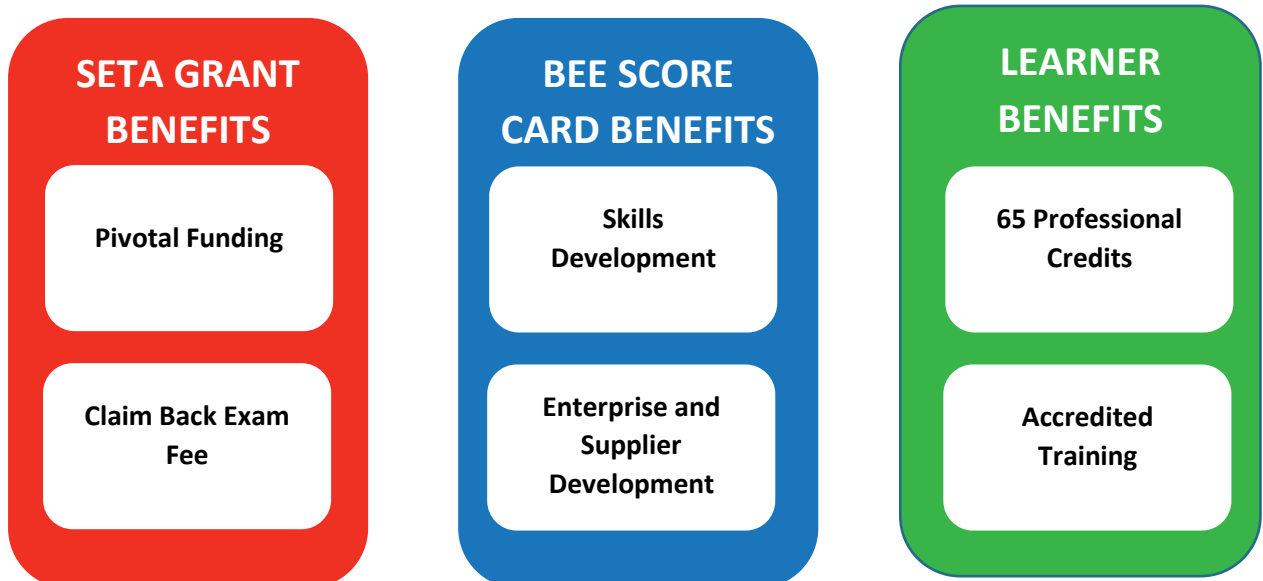 SETA GRANT
BENEFITS
Pivotal Funding
Claim Back Exam
Fee
BEE SCORE
CARD BENEFITS
Skills
Development
Enterprise and
Supplier
Development
LEARNER
BENEFITS
65 Professional
Credits
Accredited
Training